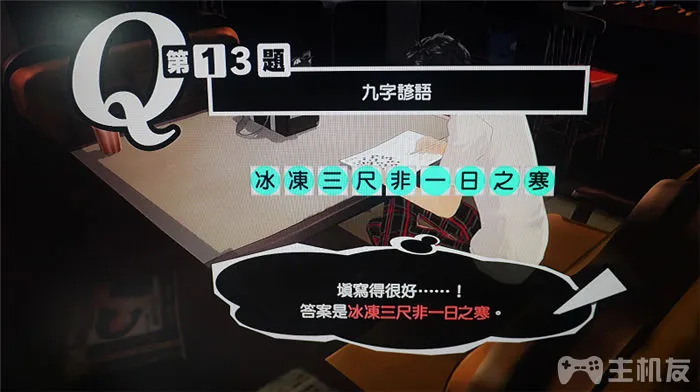 Q
第13題
九字諺語
冰凍三尺非一日之寒
填寫得很好……！
答案是冰凍三尺非一日之寒。
主机友